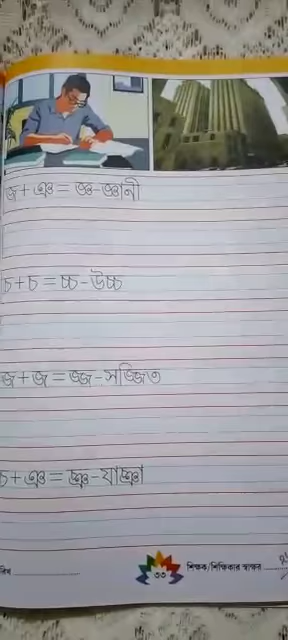 জ + ঞ = জ্ঞ - জ্ঞানী
চ + চ = চ্চ - উচ্চ
জ + জ = জ্জ - সজ্জিত
চ + ঞ = চ্ঞ - যাচ্ঞা
৩৩
শিক্ষক/শিক্ষিকার স্বাক্ষর